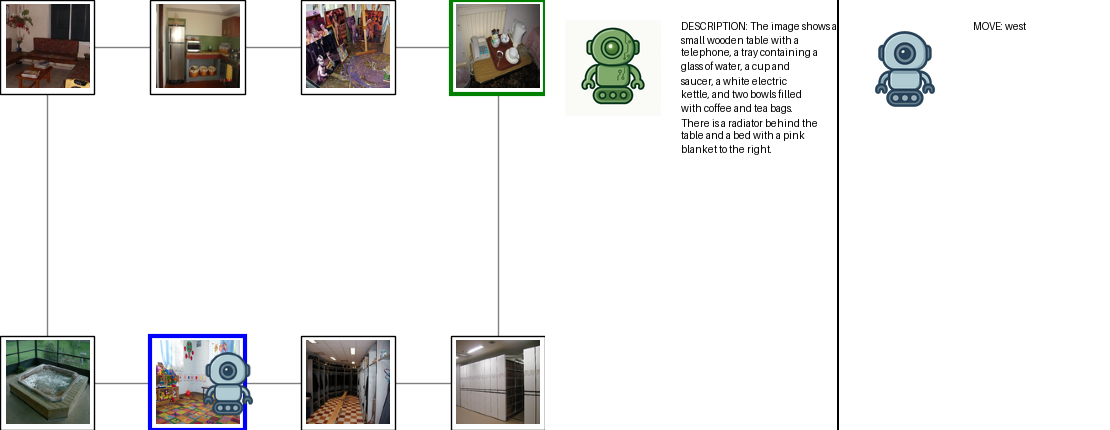 DESCRIPTION: The image shows a
small wooden table with a
telephone, a tray containing a
glass of water, a cup and
saucer, a white electric
kettle, and two bowls filled
with coffee and tea bags.
There is a radiator behind the
table and a bed with a pink
blanket to the right.
MOVE: west